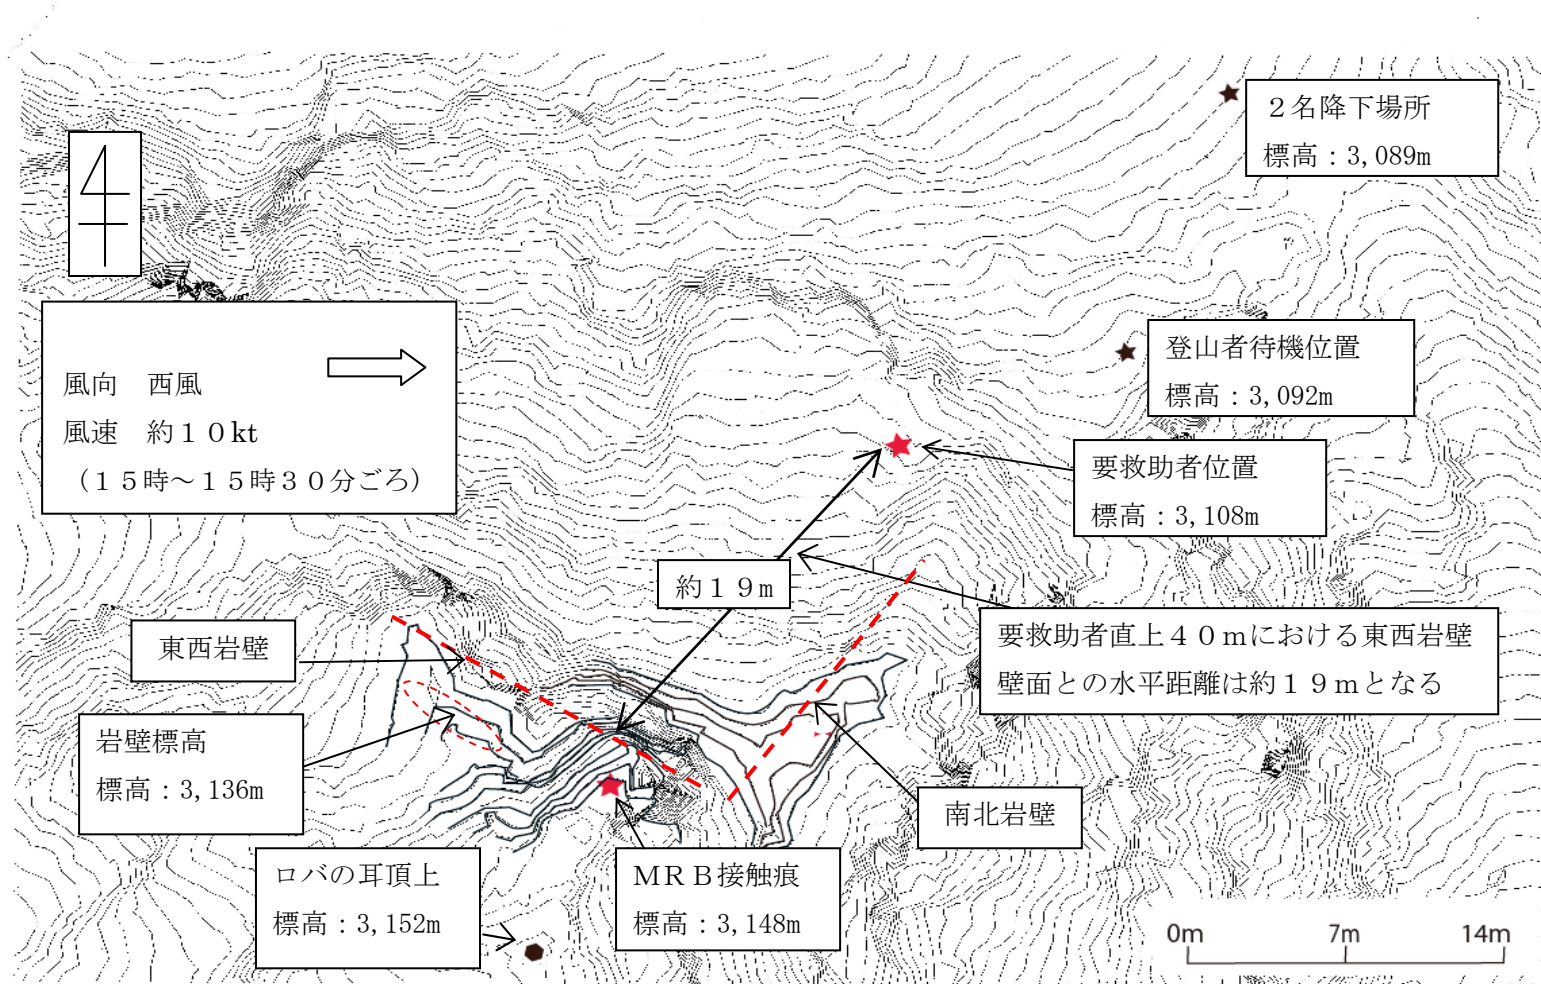 ２名降下場所
標高：3,089m
風向　西風
風速　約１０kt
（１５時～１５時３０分ごろ）
登山者待機位置
標高：3,092m
要救助者位置
標高：3,108m
約１９m
東西岩壁
要救助者直上４０ｍにおける東西岩壁
壁面との水平距離は約１９ｍとなる
岩壁標高
標高：3,136m
南北岩壁
ロバの耳頂上
標高：3,152m
ＭＲＢ接触痕
標高：3,148m
0m
7m
14m